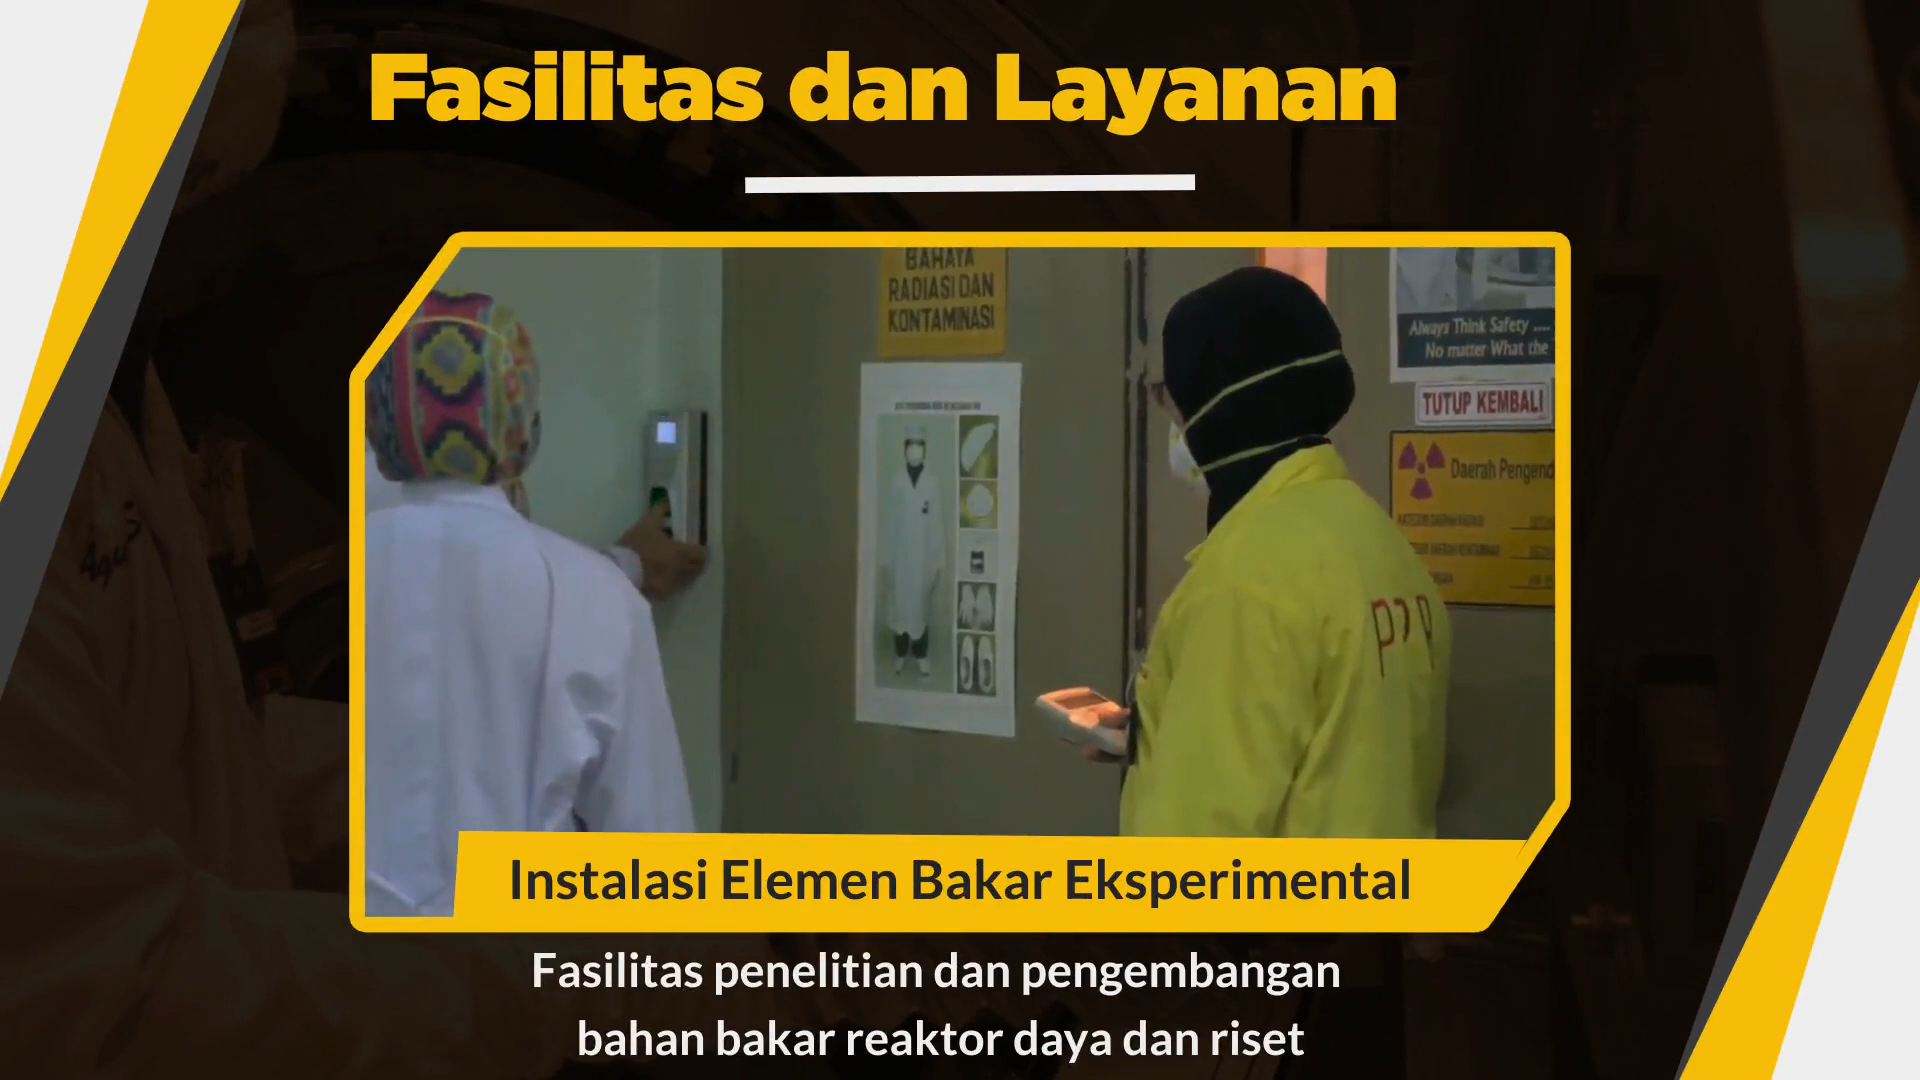 Fasilitas dan Layanan
BAHAYA
RADIASI DAN
KONTAMINASI
Always Think Safety ....
No matter What the
TUTUP KEMBALI
Daerah Pengend
Instalasi Elemen Bakar Eksperimental
Fasilitas penelitian dan pengembangan
bahan bakar reaktor daya dan riset